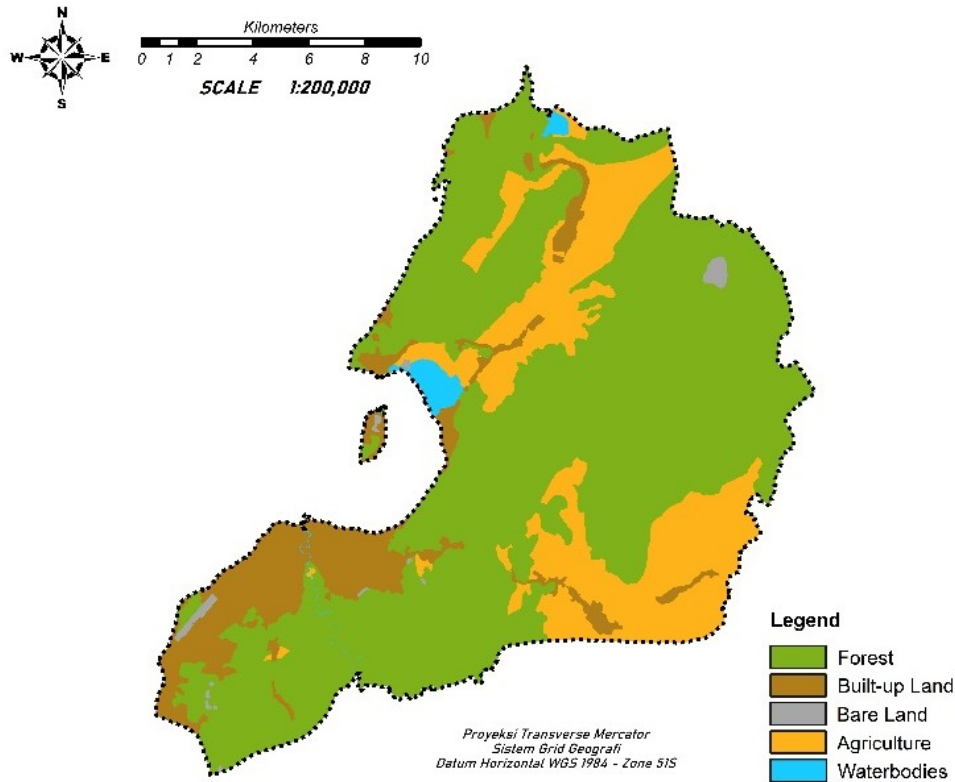 N
Kilometers
W E
0 1 2 4 6 8 10
S
SCALE 1:200,000
Legend
Forest
Built-up Land
Bare Land
Agriculture
Waterbodies
Proyeksi Transverse Mercator
Sistem Grid Geografi
Datum Horizontal WGS 1984 - Zone 51S